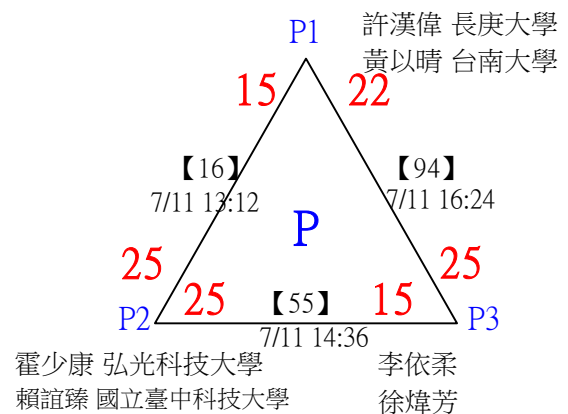 P1
許漢偉 長庚大學
黃以晴 台南大學
15
22
【16】
7/11 13:12
【94】
7/11 16:24
P
25
25
25
【55】
15
P2
P3
7/11 14:36
霍少康 弘光科技大學
賴誼臻 國立臺中科技大學
李依柔
徐煒芳